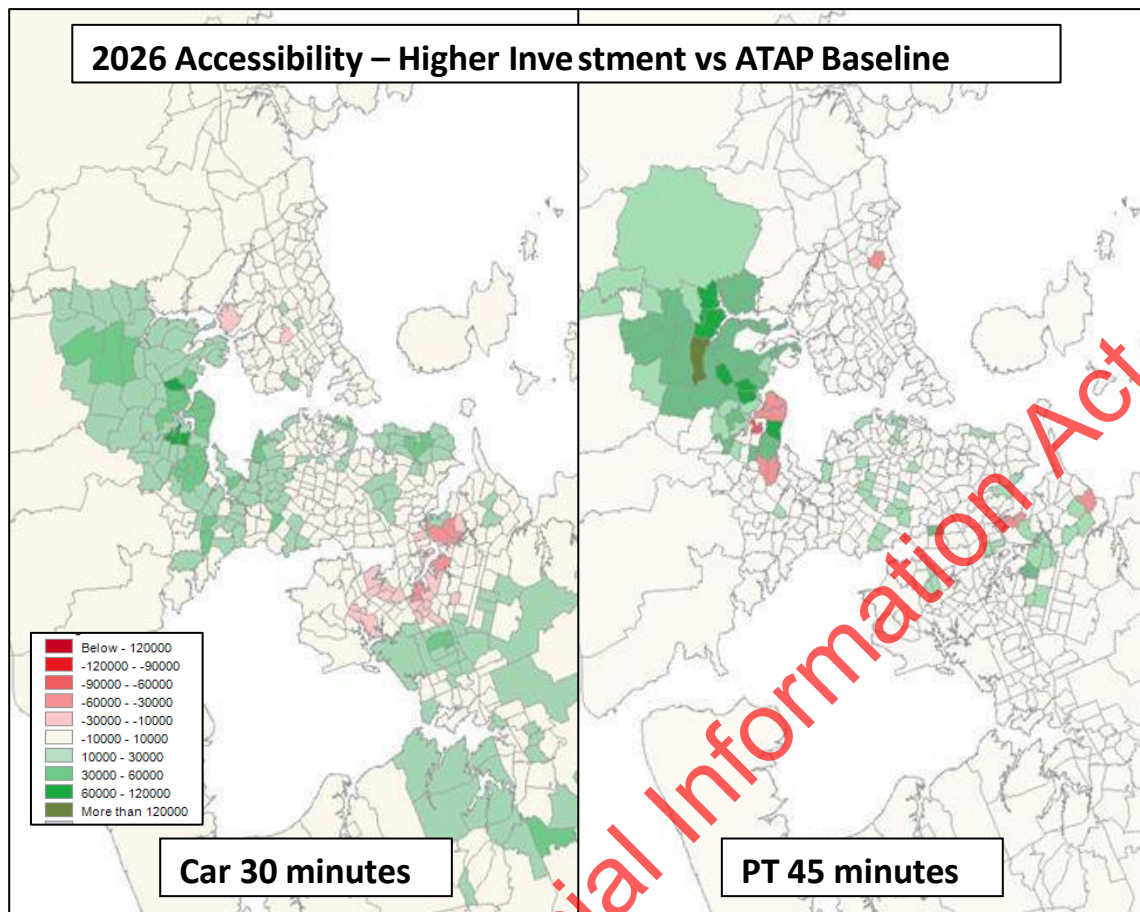 2026 Accessibility – Higher Investment vs ATAP Baseline
Below - 120000
-120000 - -90000
-90000 - -60000
-60000 - -30000
-30000 - -10000
-10000 - 10000
10000 - 30000
30000 - 60000
60000 - 120000
More than 120000
Car 30 minutes
PT 45 minutes
Information Act